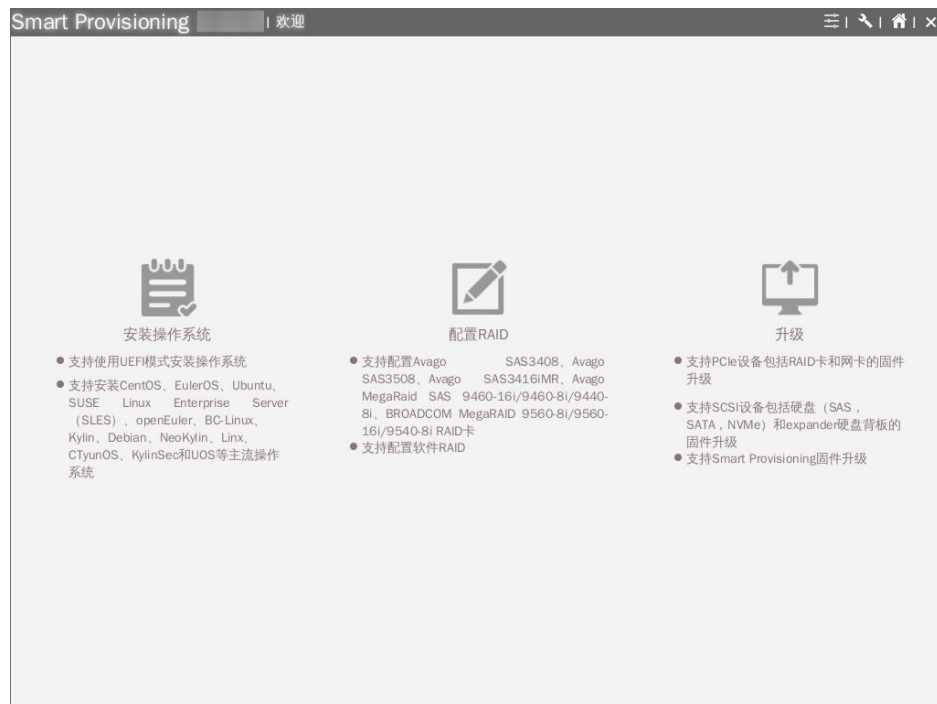 Smart Provisioning | 欢迎
安装操作系统
● 支持使用UEFI模式安装操作系统
● 支持安装CentOS、EulerOS、Ubuntu、
SUSE Linux Enterprise Server
（SLES）、openEuler、BC-Linux、
Kylin、Debian、NeoKylin、Linx、
CTyunOS、KylinSec和UOS等主流操作
系统
配置RAID
● 支持配置Avago SAS3408、Avago
SAS3508、Avago SAS3416iMR、Avago
MegaRaid SAS 9460-16i/9460-8i/9440-
8i、BROADCOM MegaRAID 9560-8i/9560-
16i/9540-8i RAID卡
● 支持配置软件RAID
升级
● 支持PCIe设备包括RAID卡和网卡的固件
升级
● 支持SCSI设备包括硬盘（SAS，
SATA，NVMe）和expander硬盘背板的
固件升级
● 支持Smart Provisioning固件升级